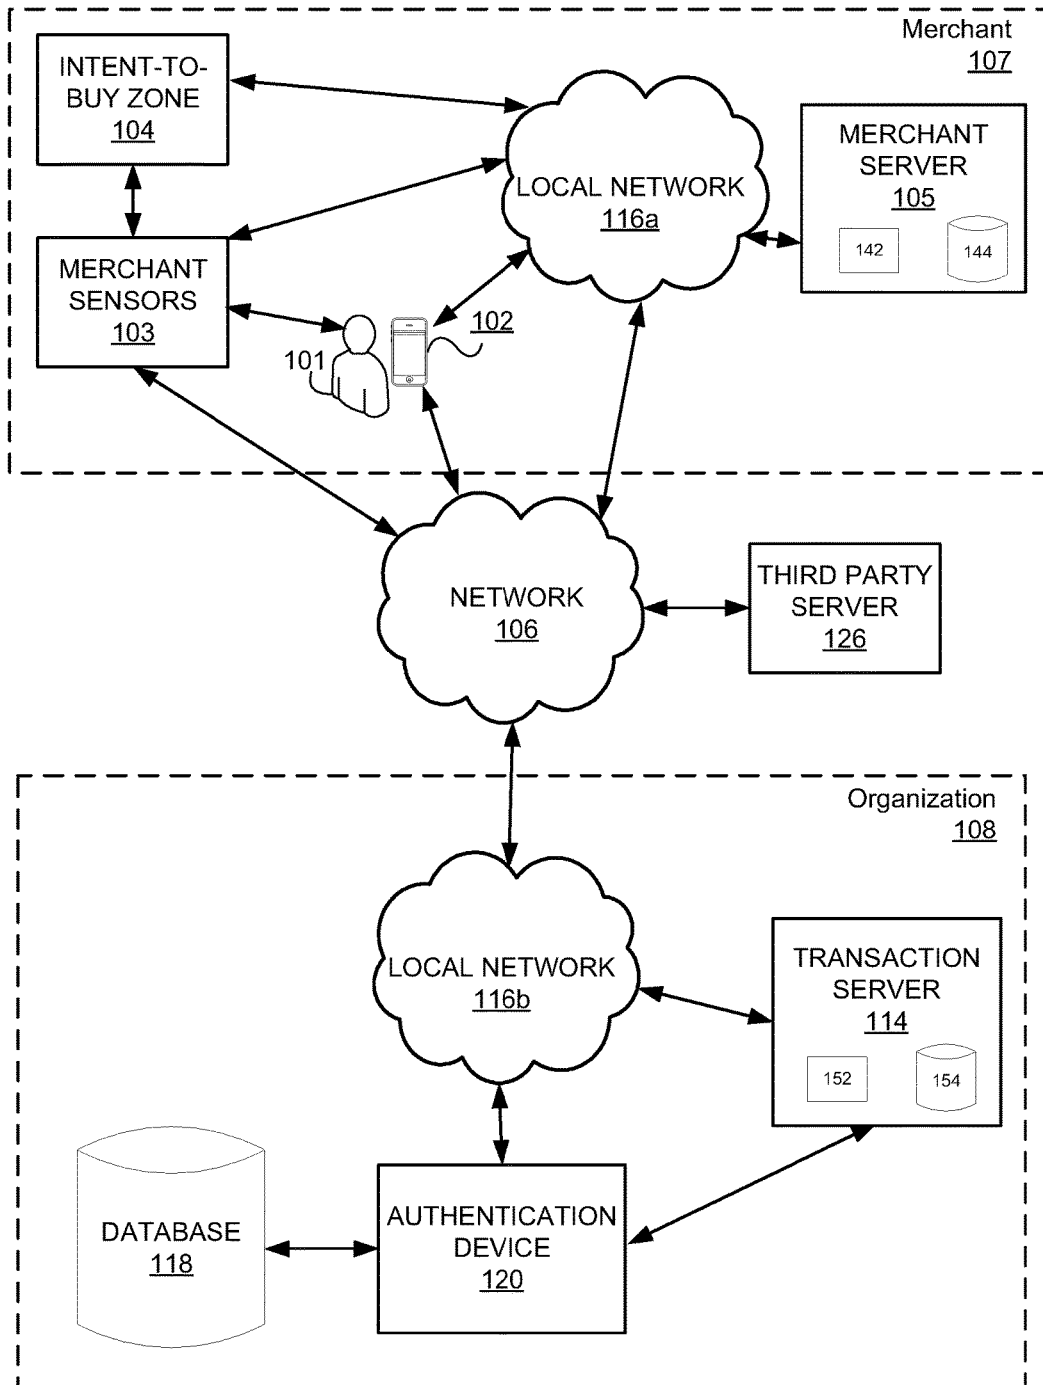 Merchant
107
INTENT-TO-
BUY ZONE
104
LOCAL NETWORK
116a
MERCHANT
SERVER
105
142
144
MERCHANT
SENSORS
103
102
101
NETWORK
106
THIRD PARTY
SERVER
126
Organization
108
LOCAL NETWORK
116b
TRANSACTION
SERVER
114
152
154
DATABASE
118
AUTHENTICATION
DEVICE
120